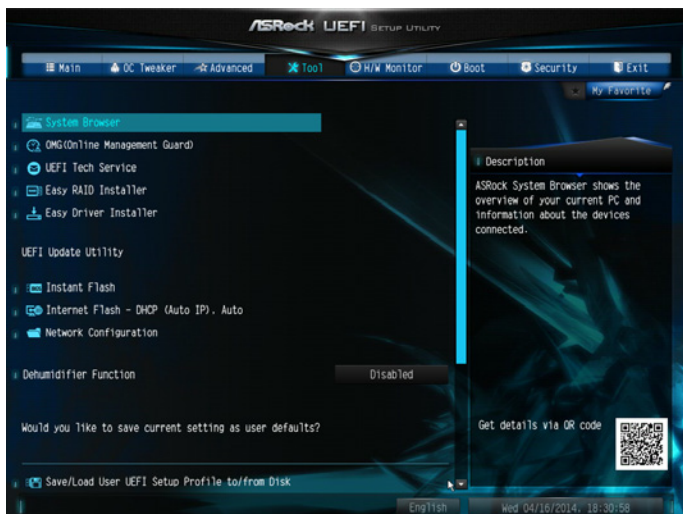 ASRock UEFI SETUP UTILITY
Main OC Tweaker Advanced Tool H/W Monitor Boot Security Exit
My Favorite
System Browser
OMG(Online Management Guard)
UEFI Tech Service
Easy RAID Installer
Easy Driver Installer
UEFI Update Utility
Instant Flash
Internet Flash - DHCP (Auto IP), Auto
Network Configuration
Dehumidifier Function Disabled
Would you like to save current setting as user defaults?
Save/Load User UEFI Setup Profile to/from Disk
Description
ASRock System Browser shows the
overview of your current PC and
information about the devices
connected.
Get details via QR code
English Wed 04/16/2014, 18:30:58